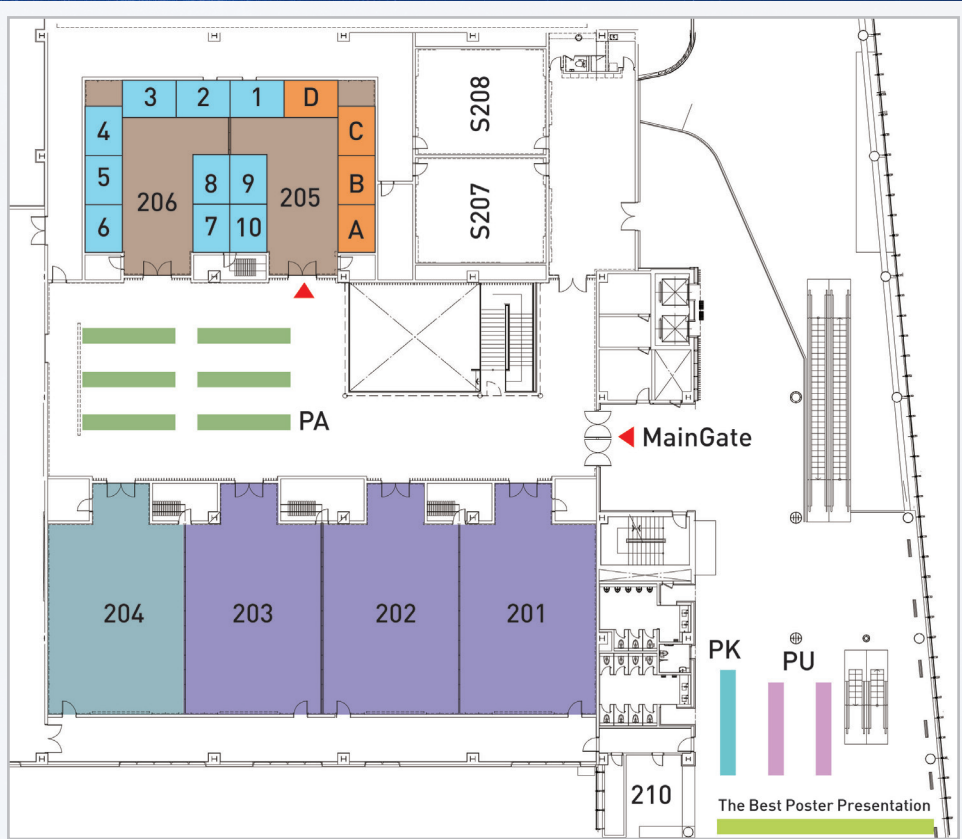 3 2 1 D
4 C
5 8 9 B
206 205
6 7 10 A
S208
S207
PA
MainGate
204 203 202 201
PK PU
210
The Best Poster Presentation